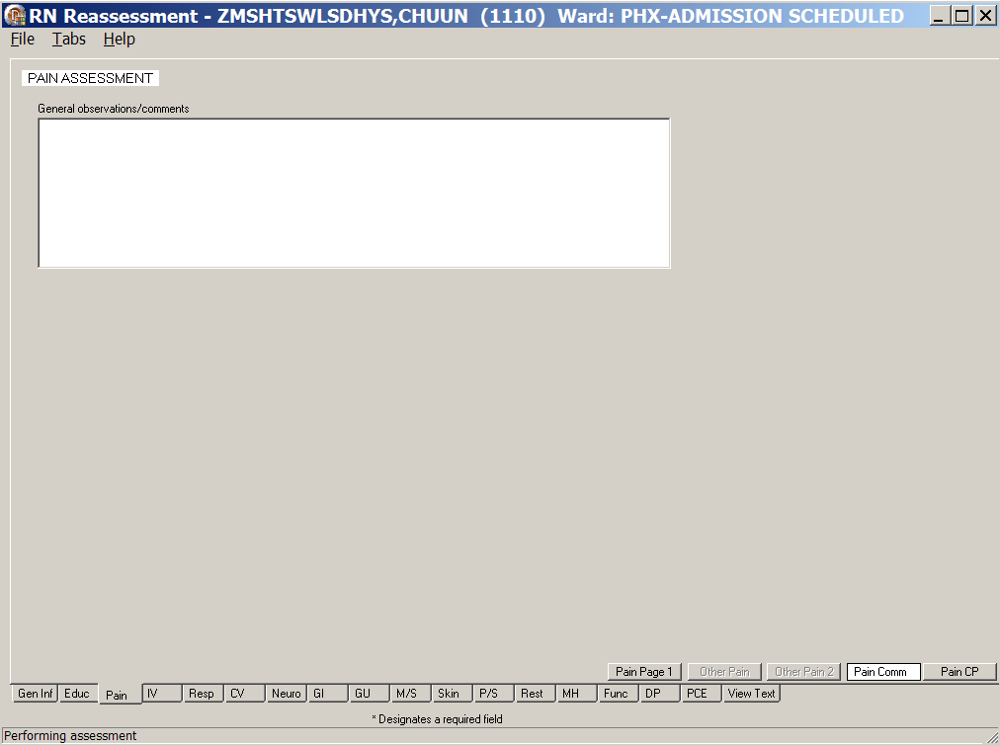 RN Reassessment - ZMSHTSWLSDHYS,CHUUN (1110) Ward: PHX-ADMISSION SCHEDULED
File Tabs Help
PAIN ASSESSMENT
General observations/comments
Pain Page 1 Other Pain Other Pain 2 Pain Comm Pain CP
Gen Inf Educ Pain IV Resp CV Neuro GI GU M/S Skin P/S Rest MH Func DP PCE View Text
* Designates a required field
Performing assessment